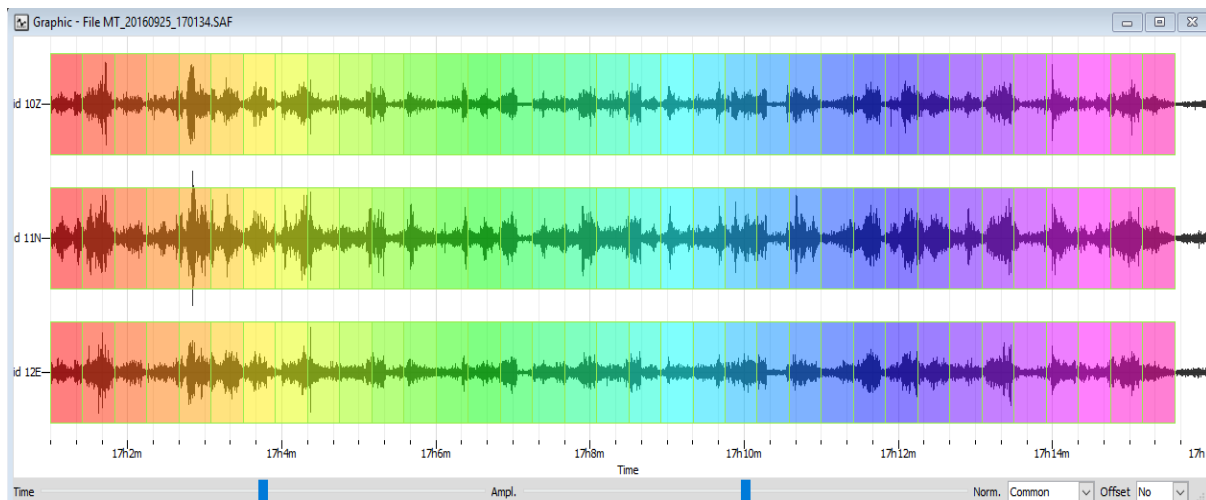 Graphic - File MT_20160925_170134.SAF
id 10Z
d 11N
id 12E
17h2m 17h4m 17h6m 17h8m 17h10m 17h12m 17h14m 17h
Time
Time Ampl. Norm. Common Offset No